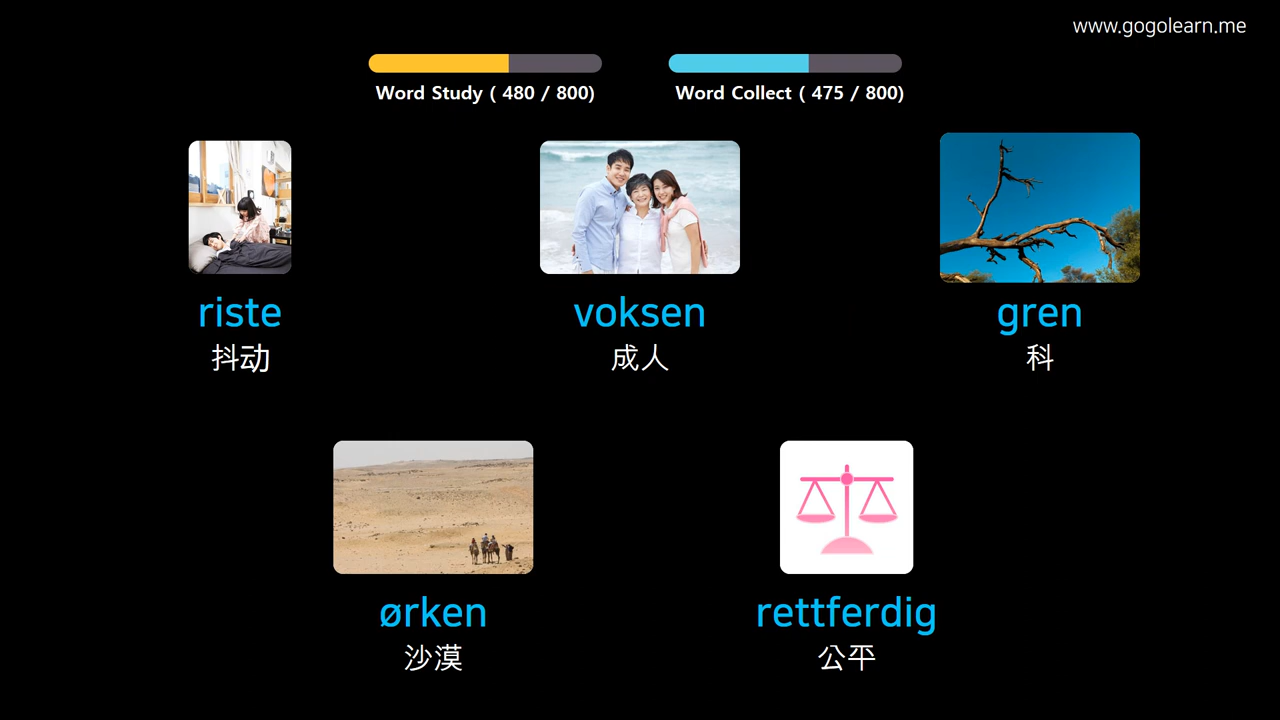 www.gogolearn.me
Word Study ( 480 / 800)
Word Collect ( 475 / 800)
riste
抖动
voksen
成人
gren
科
ørken
沙漠
rettferdig
公平